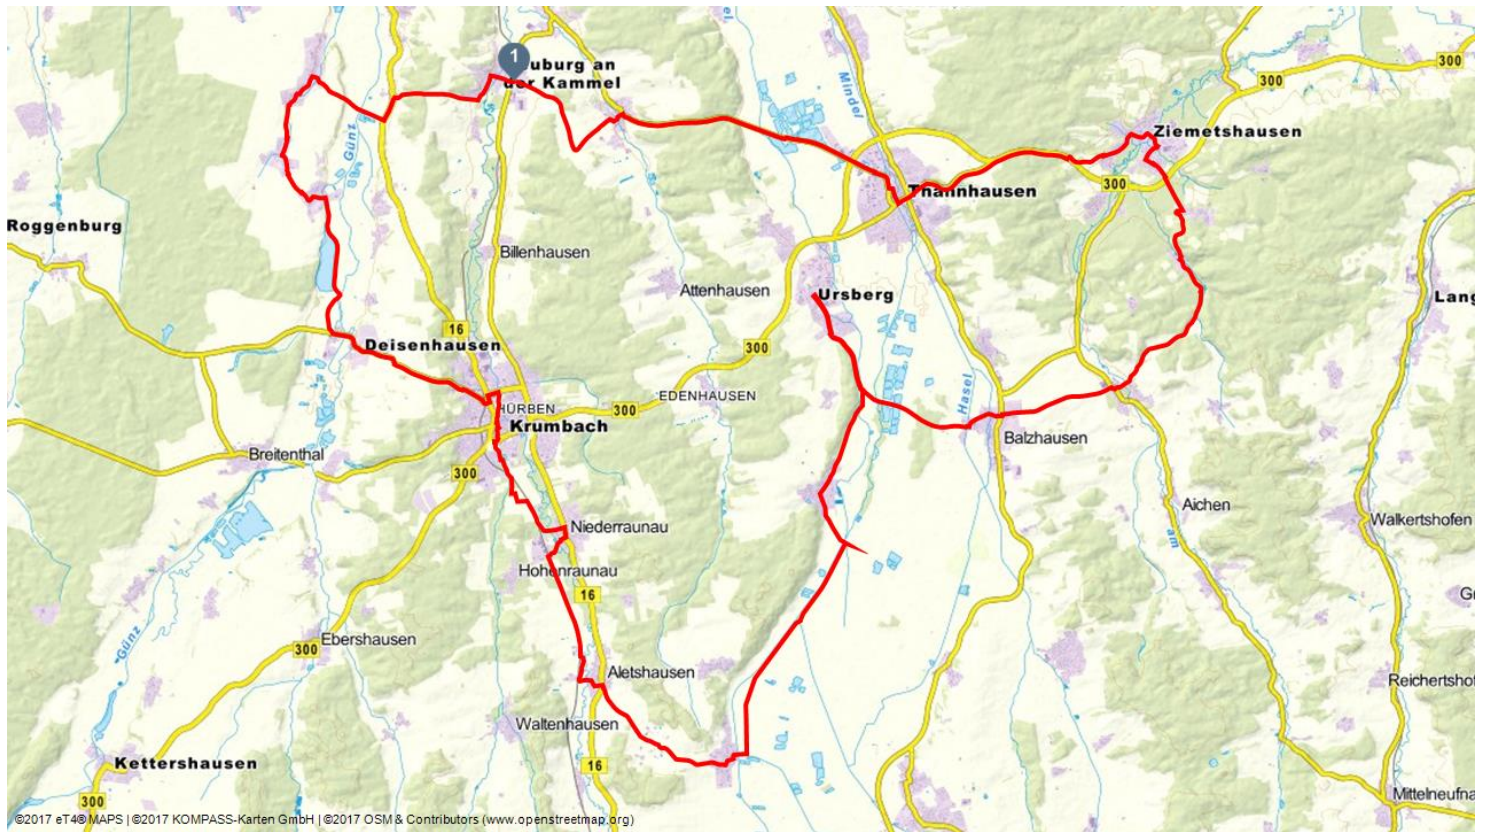 300
300
1
uburg an
der Kammel
Mindel
Ziemetshausen
Günz
300
Thannhausen
Roggenburg
Billenhausen
Attenhausen
Ursberg
16
Deisenhausen
300
EDENHAUSEN
Hasel
HÜRBEN
300
Krumbach
Balzhausen
Breitenthal
300
Aichen
Walkertshofen
Niederraunau
Hohenraunau
16
Günz
Ebershausen
300
Aletshausen
Reichertshof
Waltenhausen
Kettershausen
16
300
Mittelneufna
©2017 eT4® MAPS | ©2017 KOMPASS-Karten GmbH | ©2017 OSM & Contributors (www.openstreetmap.org)